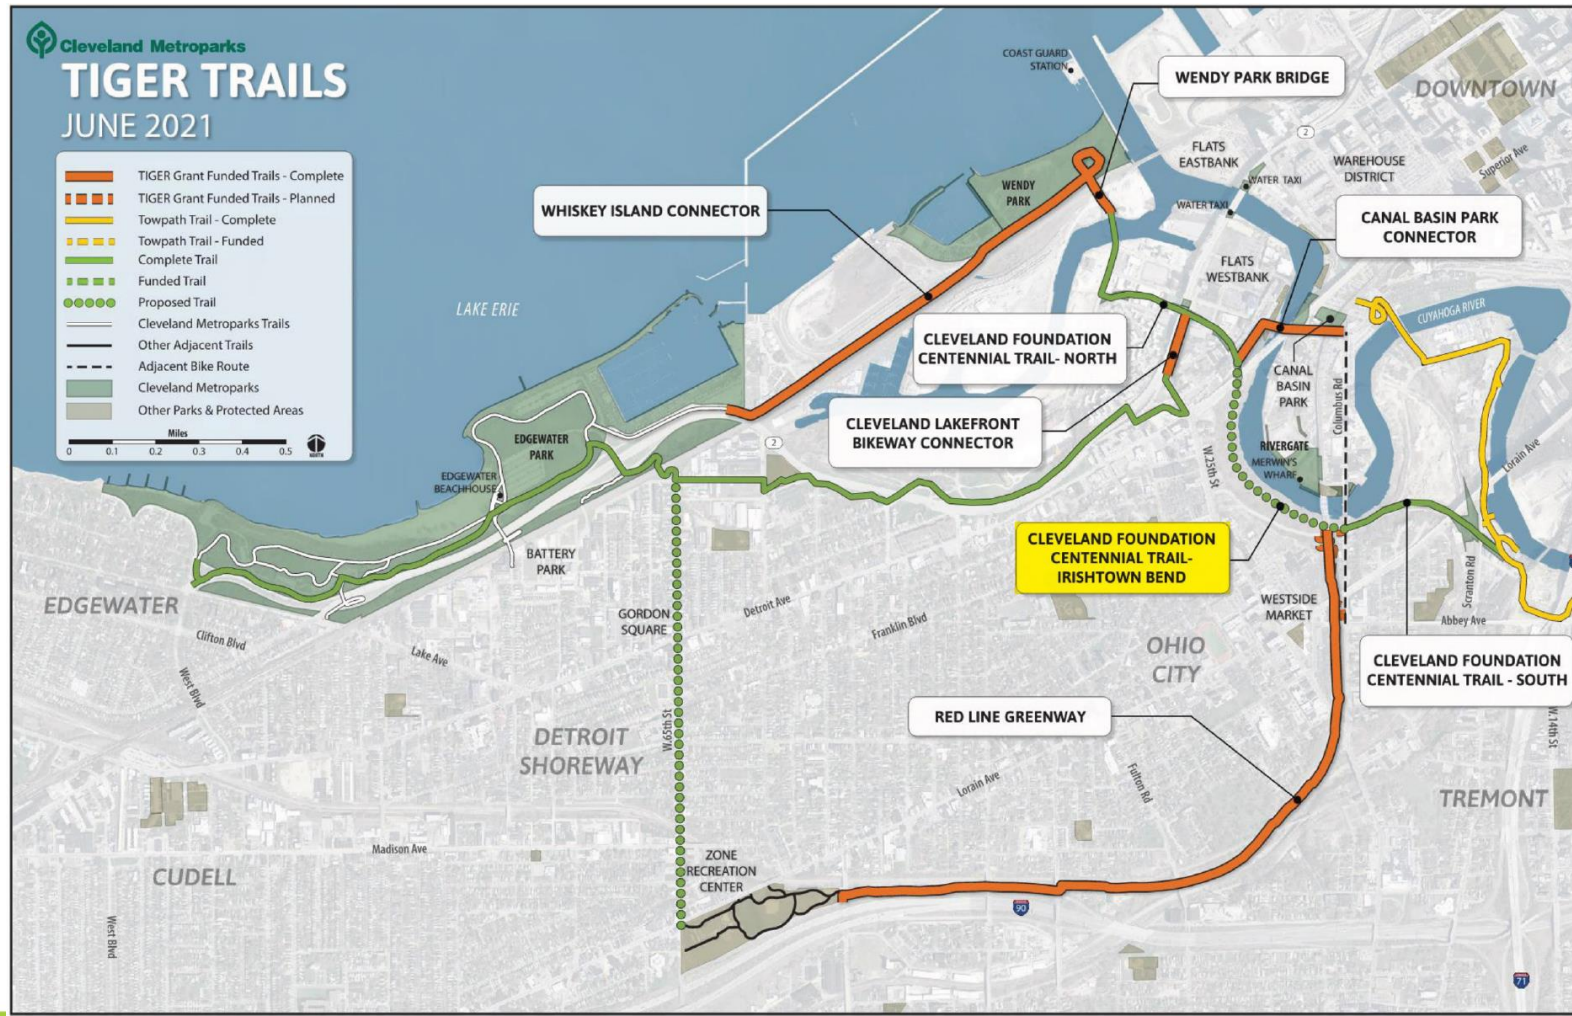 Cleveland Metroparks
TIGER TRAILS
JUNE 2021
TIGER Grant Funded Trails - Complete
TIGER Grant Funded Trails - Planned
Towpath Trail - Complete
Towpath Trail - Funded
Complete Trail
Funded Trail
Proposed Trail
Cleveland Metroparks Trails
Other Adjacent Trails
Adjacent Bike Route
Cleveland Metroparks
Other Parks & Protected Areas
Miles
0 0.1 0.2 0.3 0.4 0.5
NORTH
COAST GUARD
STATION
WENDY PARK BRIDGE
DOWNTOWN
2
FLATS
EASTBANK
WAREHOUSE
DISTRICT
Superior Ave
WATER TAXI
WATER TAXI
WENDY
PARK
WHISKEY ISLAND CONNECTOR
CANAL BASIN PARK
CONNECTOR
FLATS
WESTBANK
LAKE ERIE
CUYAHOGA RIVER
CLEVELAND FOUNDATION
CENTENNIAL TRAIL- NORTH
CANAL
BASIN
PARK
Columbus Rd
CLEVELAND LAKEFRONT
BIKEWAY CONNECTOR
2
EDGEWATER
PARK
EDGEWATER
BEACHHOUSE
W.25th St
RIVERGATE
MERWIN'S
WHARF
Lorain Ave
CLEVELAND FOUNDATION
CENTENNIAL TRAIL-
IRISHTOWN BEND
BATTERY
PARK
EDGEWATER
Clifton Blvd
Lake Ave
West Blvd
GORDON
SQUARE
Detroit Ave
Franklin Blvd
WESTSIDE
MARKET
Scranton Rd
Abbey Ave
OHIO
CITY
CLEVELAND FOUNDATION
CENTENNIAL TRAIL - SOUTH
RED LINE GREENWAY
W.65th St
DETROIT
SHOREWAY
W.14th St
Lorain Ave
Fulton Rd
TREMONT
Madison Ave
CUDELL
ZONE
RECREATION
CENTER
90
West Blvd
71